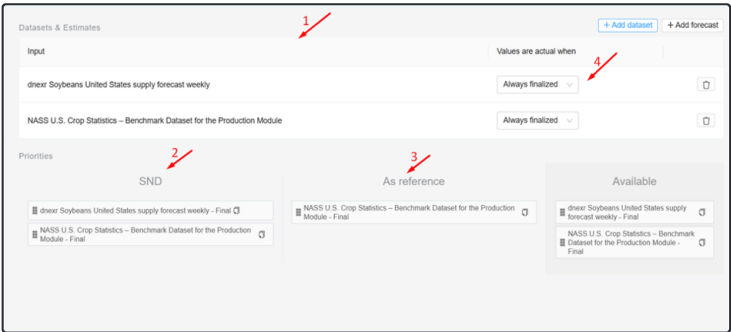 1
Datasets & Estimates
+ Add dataset
+ Add forecast
Input
Values are actual when
4
dnexr Soybeans United States supply forecast weekly
Always finalized
NASS U.S. Crop Statistics – Benchmark Dataset for the Production Module
Always finalized
Priorities
2
3
SND
As reference
Available
dnexr Soybeans United States supply forecast weekly - Final
NASS U.S. Crop Statistics – Benchmark Dataset for the Production
Module - Final
NASS U.S. Crop Statistics – Benchmark Dataset for the Production
Module - Final
dnexr Soybeans United States supply
forecast weekly - Final
NASS U.S. Crop Statistics – Benchmark
Dataset for the Production Module -
Final